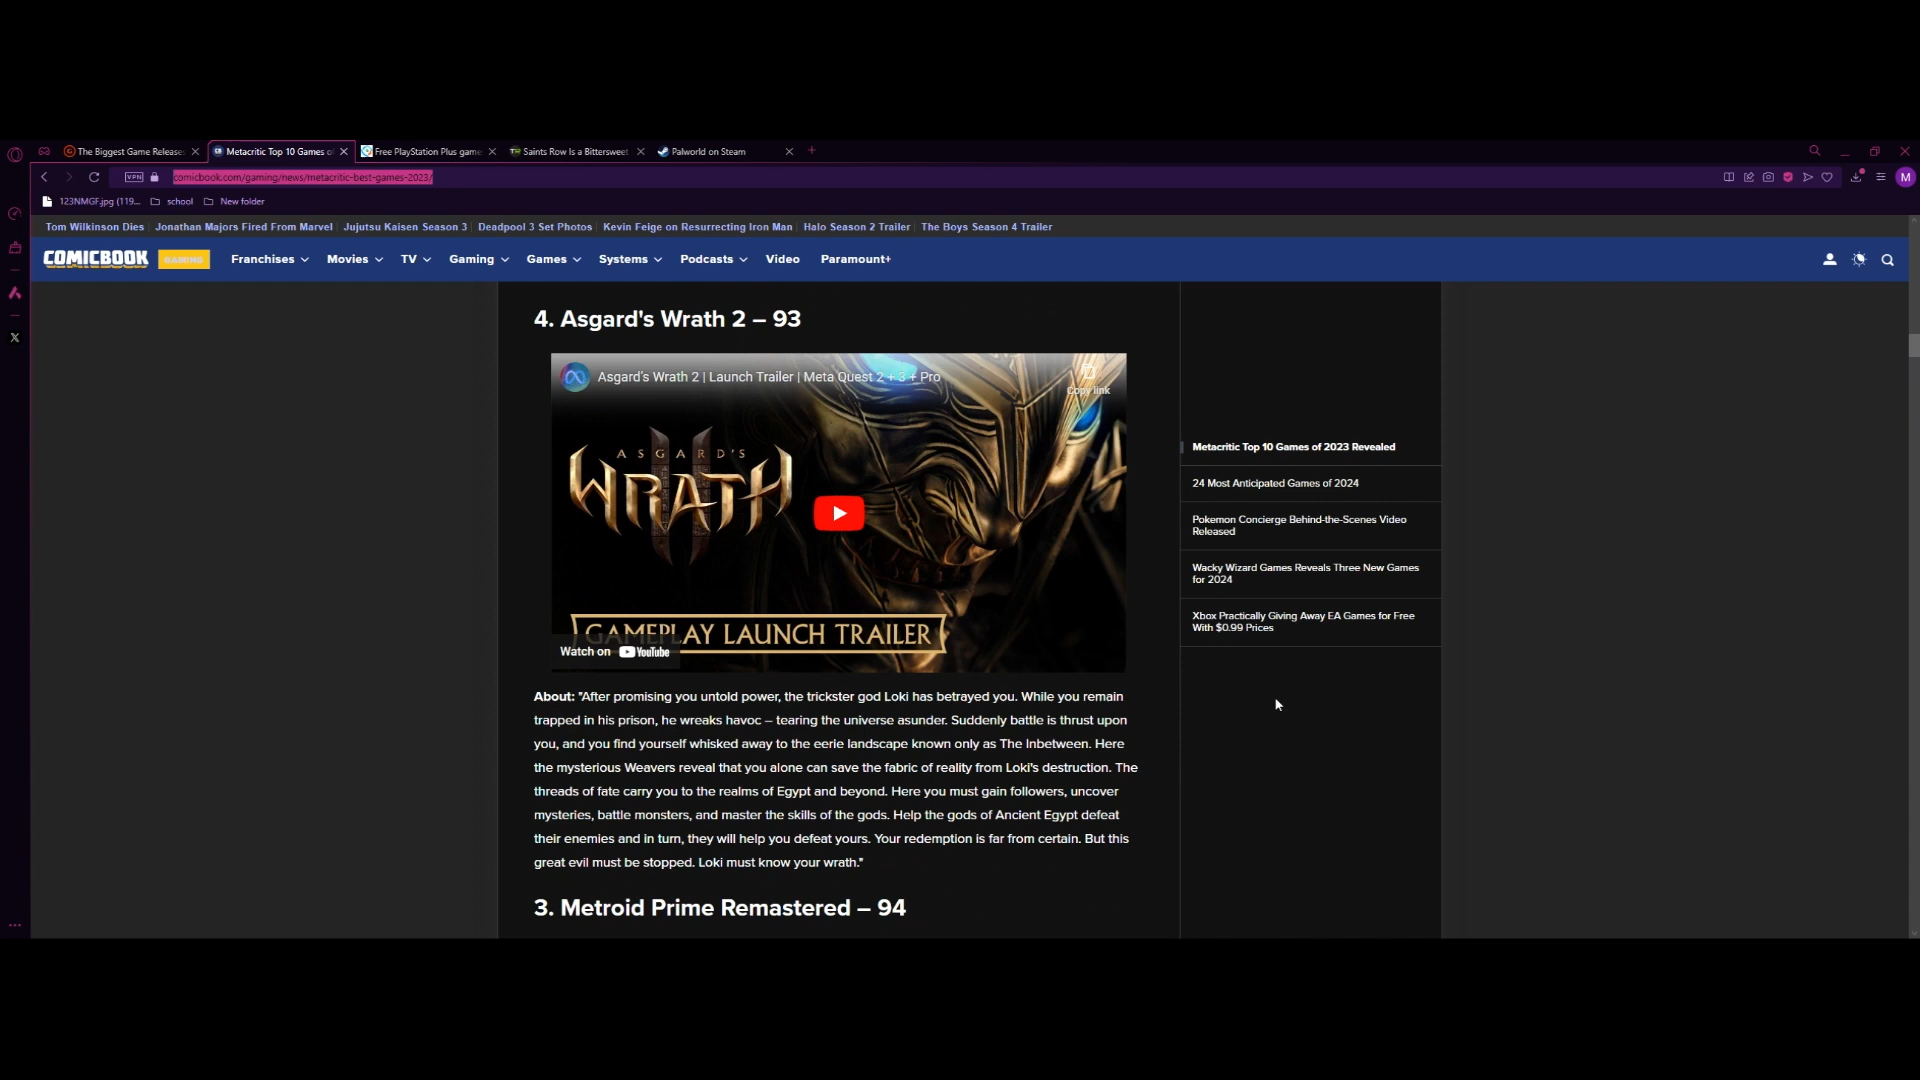 The Biggest Game Releases
Metacritic Top 10 Games of
Free PlayStation Plus game
Saints Row Is a Bittersweet
Palworld on Steam
VPN
comicbook.com/gaming/news/metacritic-best-games-2023/
M
123NMGF.jpg (119...
school
New folder
Tom Wilkinson Dies
Jonathan Majors Fired From Marvel
Jujutsu Kaisen Season 3
Deadpool 3 Set Photos
Kevin Feige on Resurrecting Iron Man
Halo Season 2 Trailer
The Boys Season 4 Trailer
COMICBOOK
GAMING
Franchises
Movies
TV
Gaming
Games
Systems
Podcasts
Video
Paramount+
4. Asgard's Wrath 2 – 93
Asgard's Wrath 2 | Launch Trailer | Meta Quest 2 + 3 + Pro
Copy link
ASGARD'S
WRATH
II
GAMEPLAY LAUNCH TRAILER
Watch on YouTube
About: "After promising you untold power, the trickster god Loki has betrayed you. While you remain
trapped in his prison, he wreaks havoc – tearing the universe asunder. Suddenly battle is thrust upon
you, and you find yourself whisked away to the eerie landscape known only as The Inbetween. Here
the mysterious Weavers reveal that you alone can save the fabric of reality from Loki's destruction. The
threads of fate carry you to the realms of Egypt and beyond. Here you must gain followers, uncover
mysteries, battle monsters, and master the skills of the gods. Help the gods of Ancient Egypt defeat
their enemies and in turn, they will help you defeat yours. Your redemption is far from certain. But this
great evil must be stopped. Loki must know your wrath."
3. Metroid Prime Remastered – 94
Metacritic Top 10 Games of 2023 Revealed
24 Most Anticipated Games of 2024
Pokemon Concierge Behind-the-Scenes Video
Released
Wacky Wizard Games Reveals Three New Games
for 2024
Xbox Practically Giving Away EA Games for Free
With $0.99 Prices